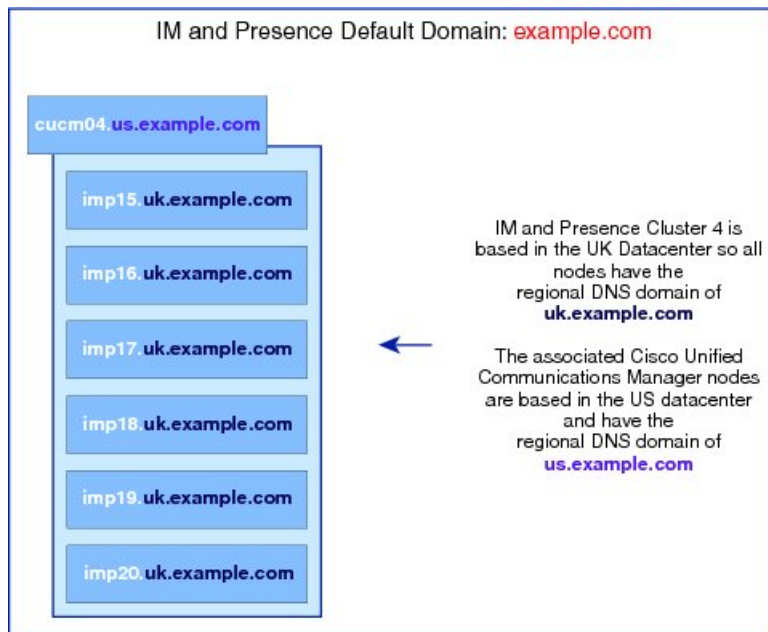 IM and Presence Default Domain: example.com
cucm04.us.example.com
imp15.uk.example.com
imp16.uk.example.com
imp17.uk.example.com
imp18.uk.example.com
imp19.uk.example.com
imp20.uk.example.com
IM and Presence Cluster 4 is
based in the UK Datacenter so all
nodes have the
regional DNS domain of
uk.example.com
The associated Cisco Unified
Communications Manager nodes
are based in the US datacenter
and have the
regional DNS domain of
us.example.com